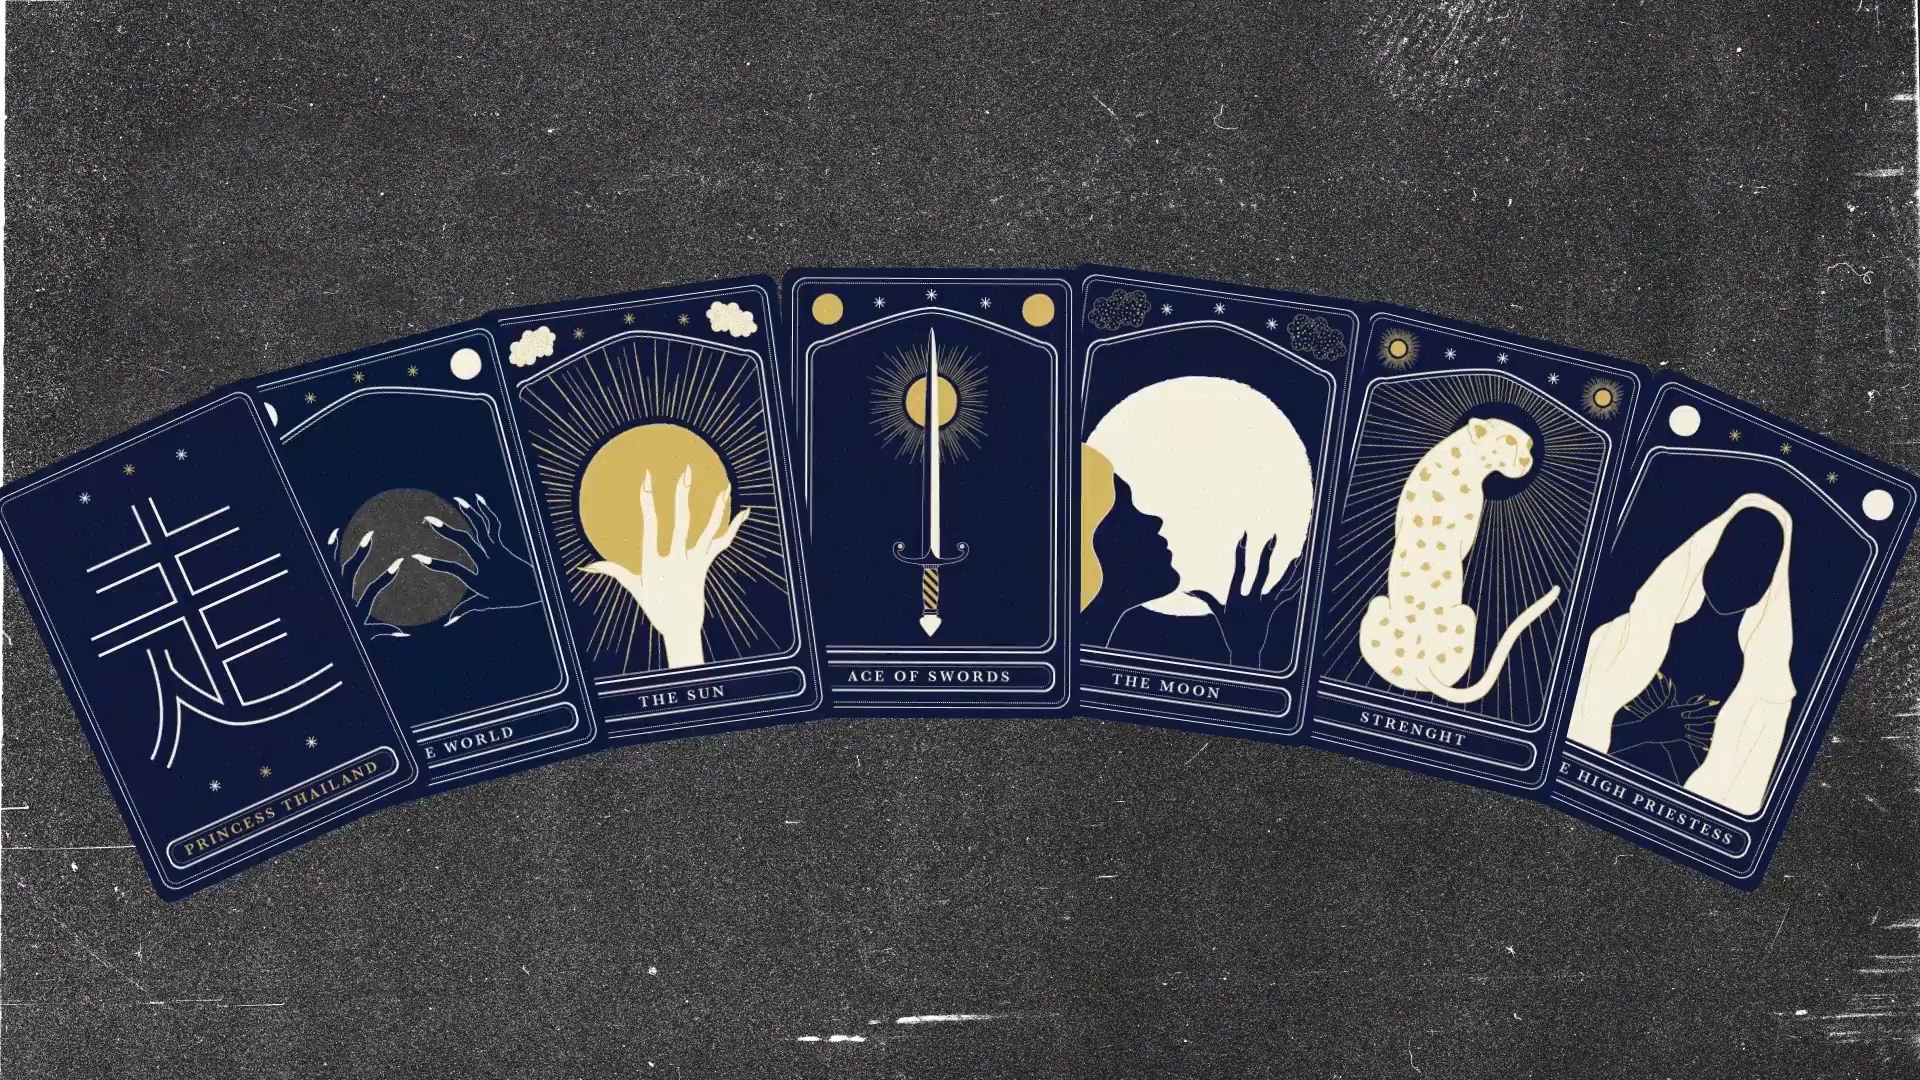 走
PRINCESS THAILAND
E WORLD
THE SUN
ACE OF SWORDS
THE MOON
STRENGHT
E HIGH PRIESTESS